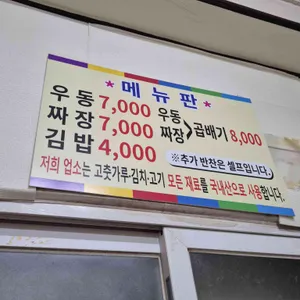 ★ 메 뉴 판 ★
우 동 7,000 우동
짜 장 7,000 짜장 > 곱배기 8,000
김 밥 4,000 ※추가 반찬은 셀프입니다.
저희 업소는 고춧가루·김치·고기 모든 재료를 국내산으로 사용합니다.